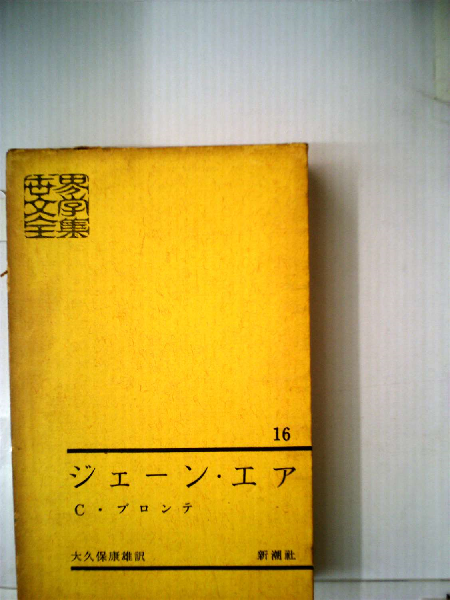 世界文学全集
16
ジェーン・エア
C・ブロンテ
大久保康雄訳 新潮社